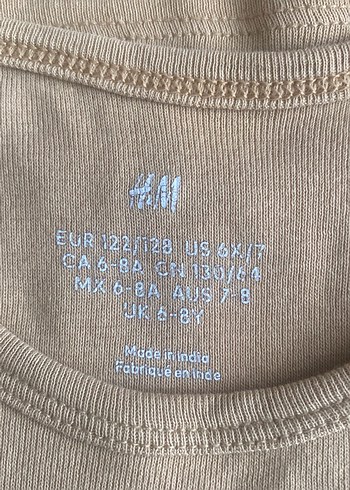 H&M
EUR 122/128 US 6X/7
CA 6-8A CN 130/64
MX 6-8A AUS 7-8
UK 6-8Y
Made in India
Fabriqué en Inde